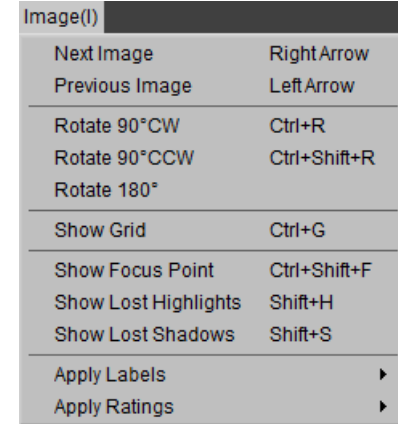 Image(I)
Next Image Right Arrow
Previous Image Left Arrow
Rotate 90°CW Ctrl+R
Rotate 90°CCW Ctrl+Shift+R
Rotate 180°
Show Grid Ctrl+G
Show Focus Point Ctrl+Shift+F
Show Lost Highlights Shift+H
Show Lost Shadows Shift+S
Apply Labels
Apply Ratings